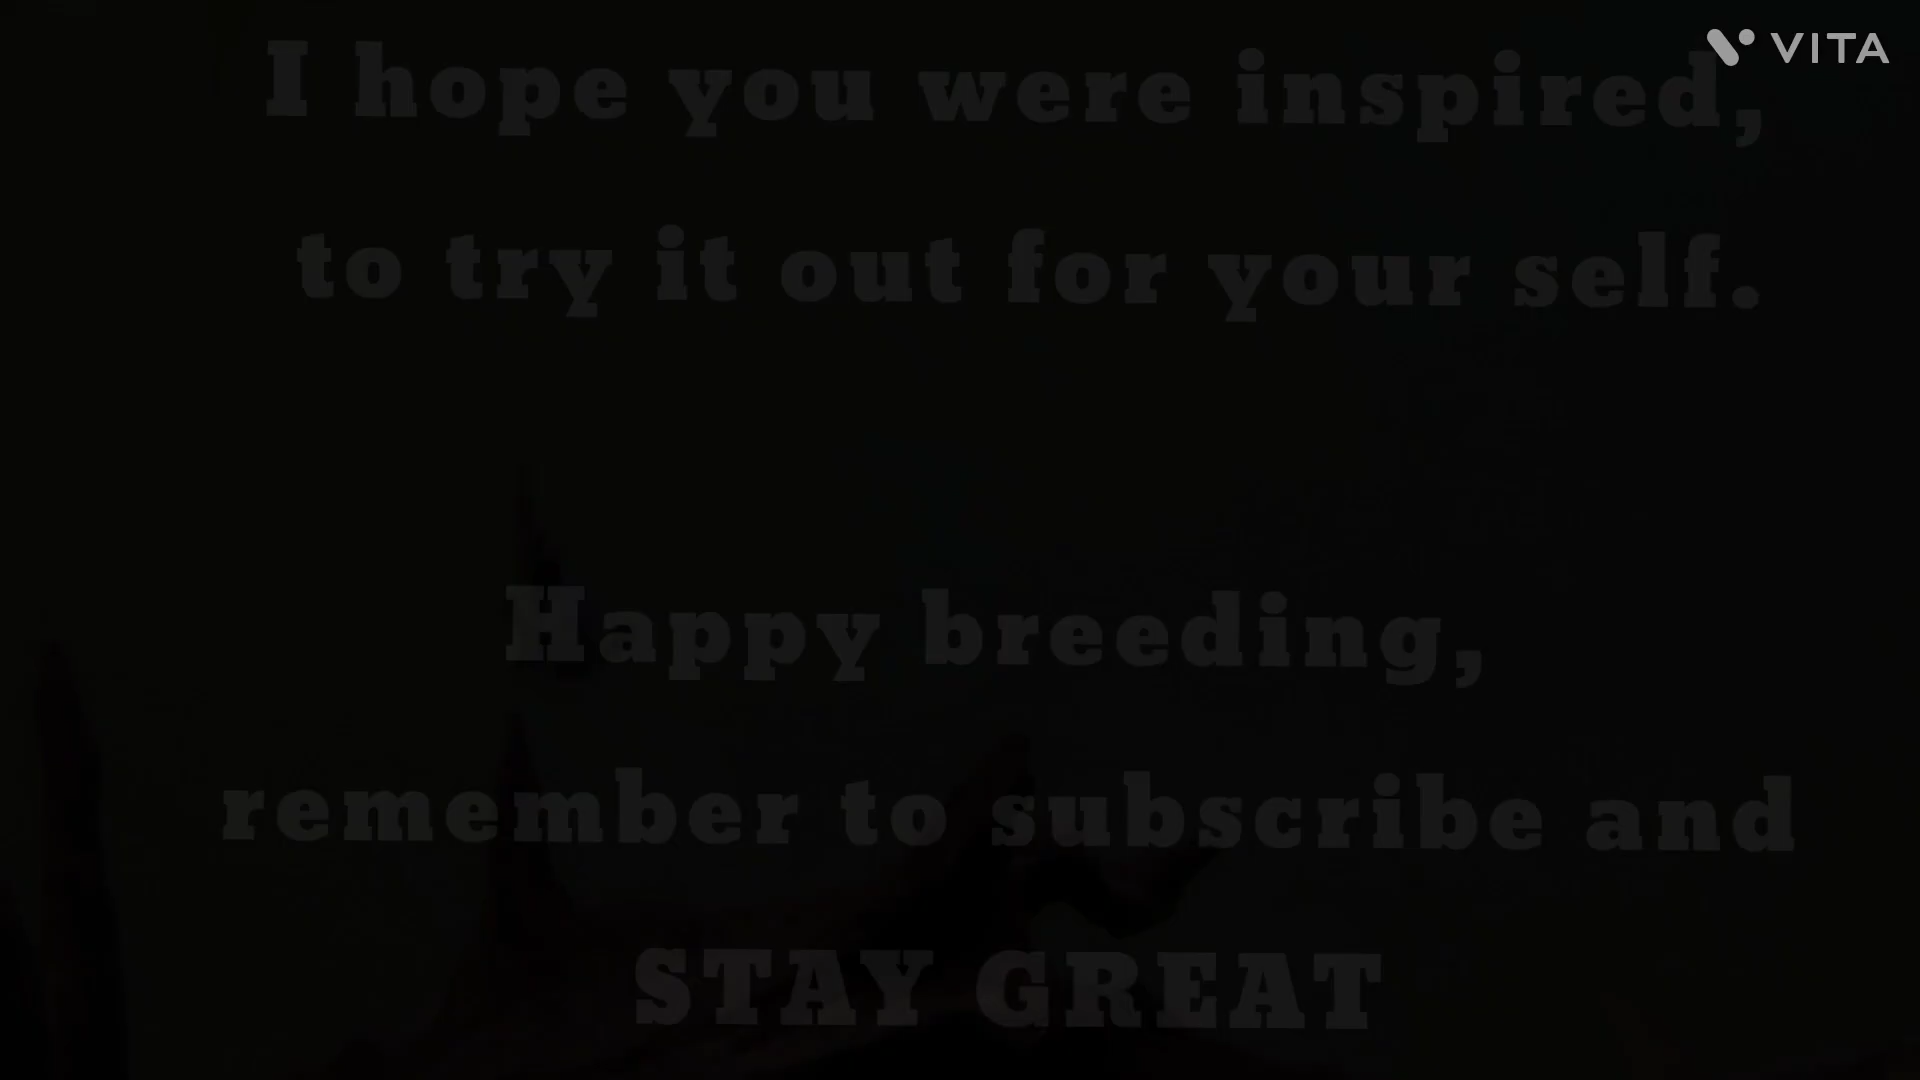 VITA
I hope you were inspired,
to try it out for your self.
Happy breeding,
remember to subscribe and
STAY GREAT